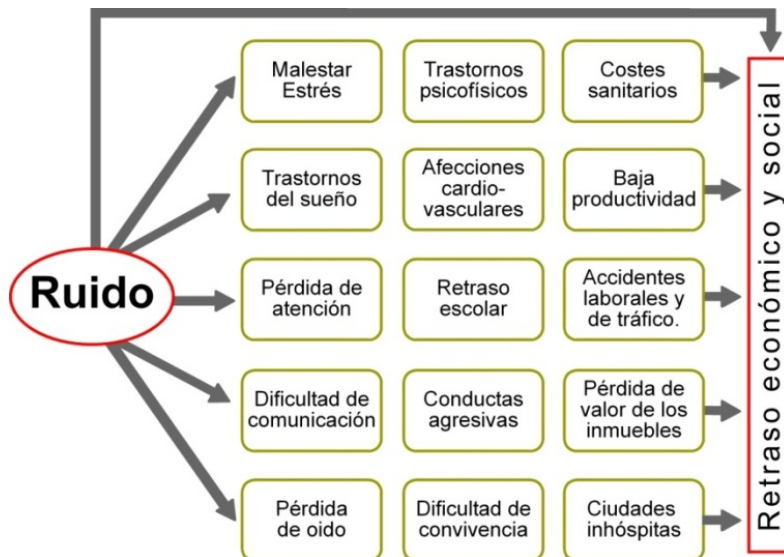 Malestar
Estrés
Trastornos
psicofísicos
Costes
sanitarios
Trastornos
del sueño
Afecciones
cardio-
vasculares
Baja
productividad
Ruido
Pérdida de
atención
Retraso
escolar
Accidentes
laborales y
de tráfico.
Dificultad de
comunicación
Conductas
agresivas
Pérdida de
valor de los
inmuebles
Pérdida
de oido
Dificultad de
convivencia
Ciudades
inhóspitas
Retraso económico y social